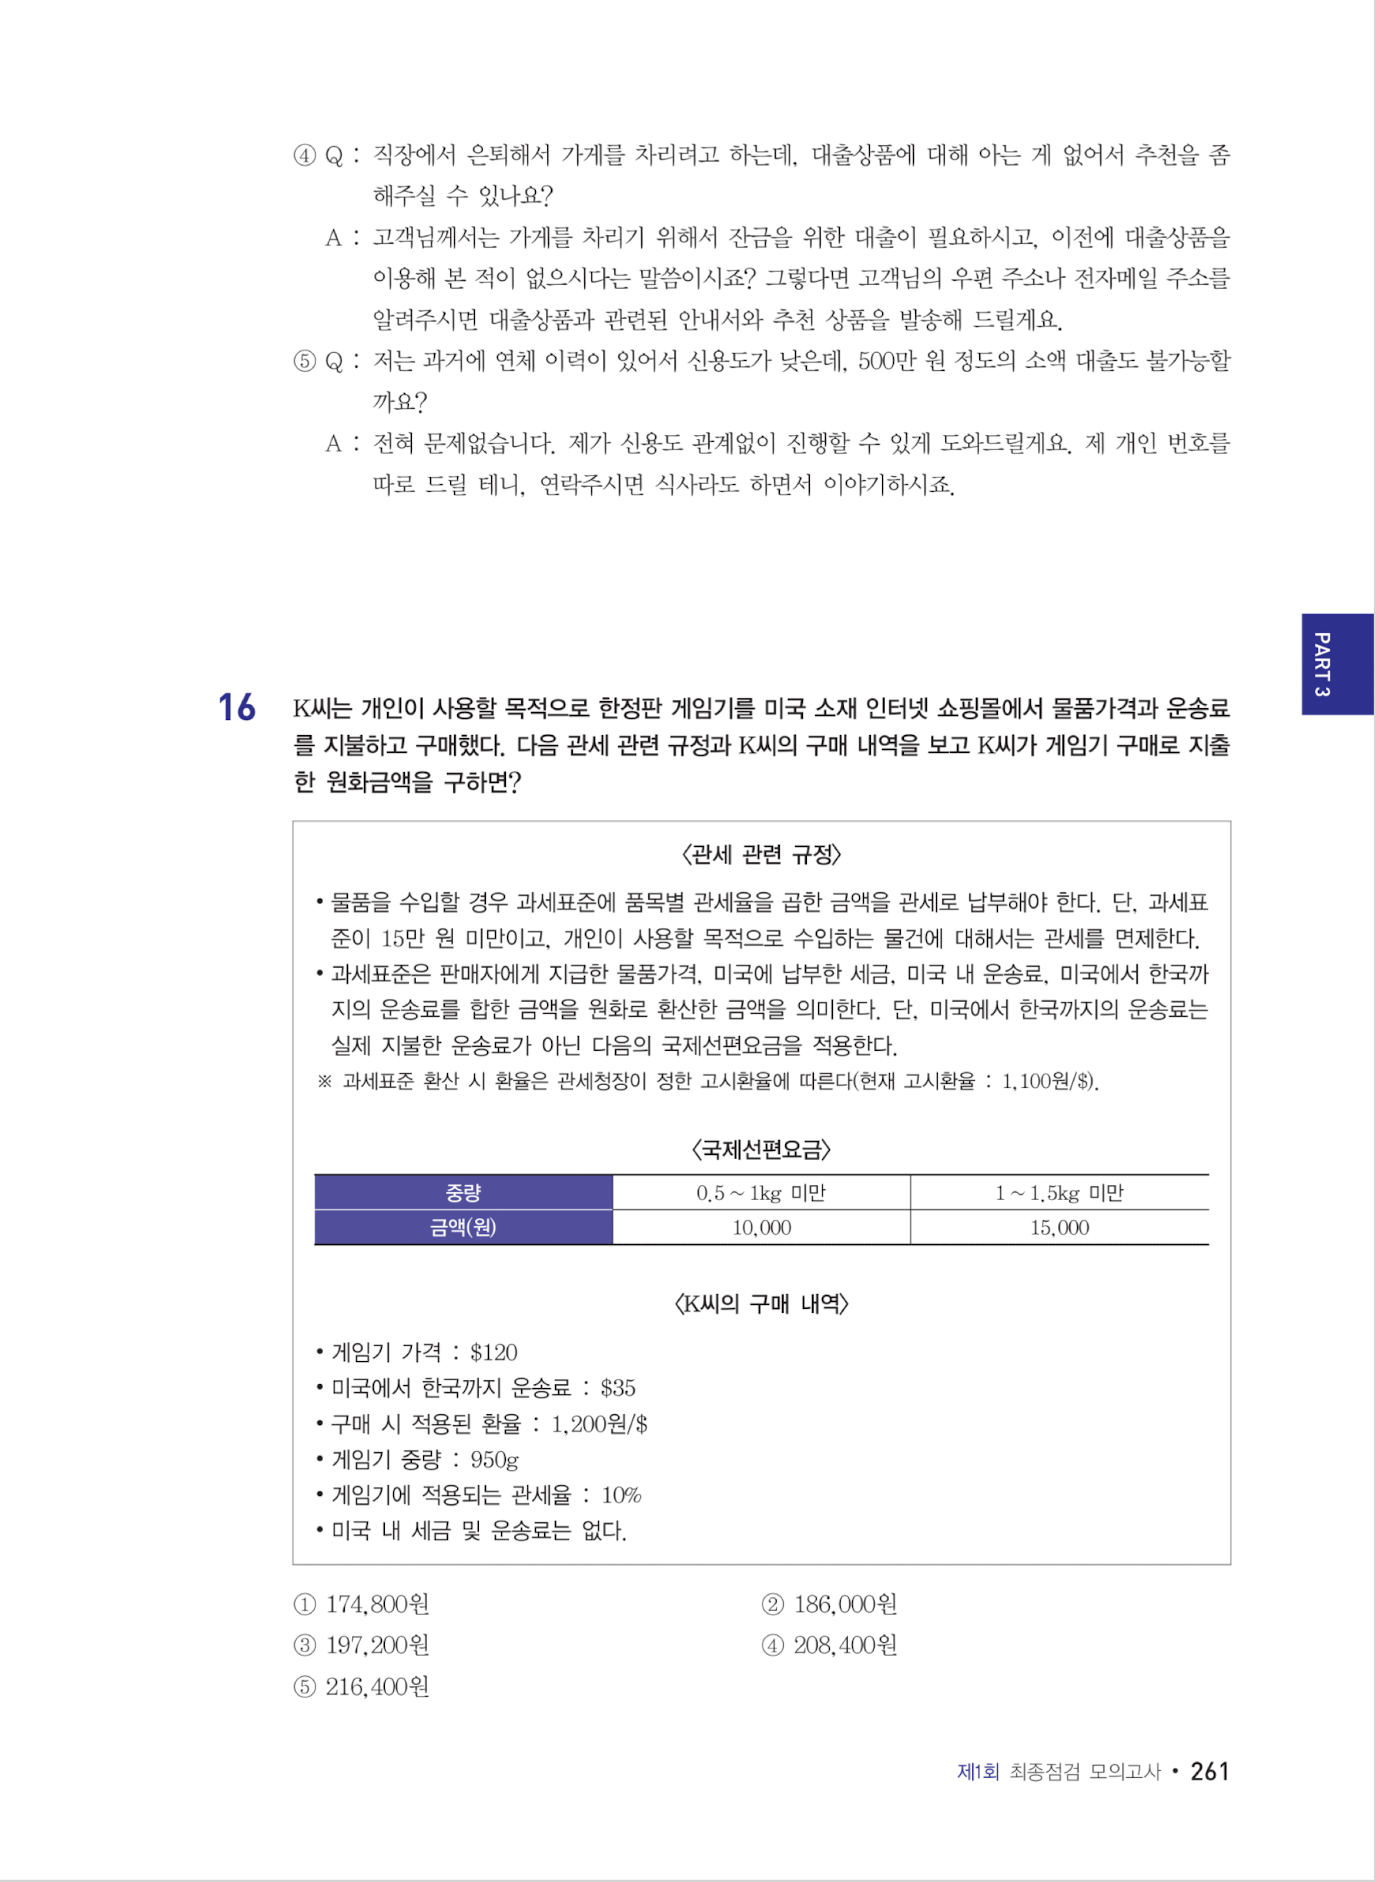 ④ Q : 직장에서 은퇴해서 가게를 차리려고 하는데, 대출상품에 대해 아는 게 없어서 추천을 좀
해주실 수 있나요?
A : 고객님께서는 가게를 차리기 위해서 잔금을 위한 대출이 필요하시고, 이전에 대출상품을
이용해 본 적이 없으시다는 말씀이시죠? 그렇다면 고객님의 우편 주소나 전자메일 주소를
알려주시면 대출상품과 관련된 안내서와 추천 상품을 발송해 드릴게요.
⑤ Q : 저는 과거에 연체 이력이 있어서 신용도가 낮은데, 500만 원 정도의 소액 대출도 불가능할
까요?
A : 전혀 문제없습니다. 제가 신용도 관계없이 진행할 수 있게 도와드릴게요. 제 개인 번호를
따로 드릴 테니, 연락주시면 식사라도 하면서 이야기하시죠.
PART 3
16 K씨는 개인이 사용할 목적으로 한정판 게임기를 미국 소재 인터넷 쇼핑몰에서 물품가격과 운송료
를 지불하고 구매했다. 다음 관세 관련 규정과 K씨의 구매 내역을 보고 K씨가 게임기 구매로 지출
한 원화금액을 구하면?
〈관세 관련 규정〉
• 물품을 수입할 경우 과세표준에 품목별 관세율을 곱한 금액을 관세로 납부해야 한다. 단, 과세표
준이 15만 원 미만이고, 개인이 사용할 목적으로 수입하는 물건에 대해서는 관세를 면제한다.
• 과세표준은 판매자에게 지급한 물품가격, 미국에 납부한 세금, 미국 내 운송료, 미국에서 한국까
지의 운송료를 합한 금액을 원화로 환산한 금액을 의미한다. 단, 미국에서 한국까지의 운송료는
실제 지불한 운송료가 아닌 다음의 국제선편요금을 적용한다.
※ 과세표준 환산 시 환율은 관세청장이 정한 고시환율에 따른다(현재 고시환율 : 1,100원/$).
〈국제선편요금〉
중량 0.5 ~ 1kg 미만 1 ~ 1.5kg 미만
금액(원) 10,000 15,000
〈K씨의 구매 내역〉
• 게임기 가격 : $120
• 미국에서 한국까지 운송료 : $35
• 구매 시 적용된 환율 : 1,200원/$
• 게임기 중량 : 950g
• 게임기에 적용되는 관세율 : 10%
• 미국 내 세금 및 운송료는 없다.
① 174,800원 ② 186,000원
③ 197,200원 ④ 208,400원
⑤ 216,400원
제1회 최종점검 모의고사 • 261